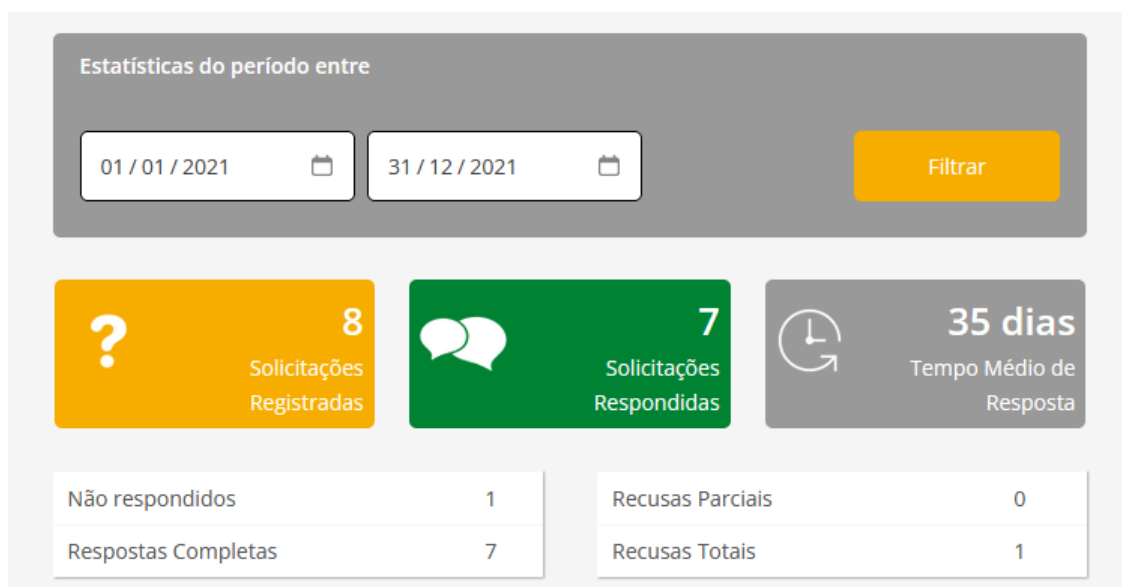 Estatísticas do período entre
01 / 01 / 2021
31 / 12 / 2021
Filtrar
8
Solicitações
Registradas
7
Solicitações
Respondidas
35 dias
Tempo Médio de
Resposta
Não respondidos 1
Respostas Completas 7
Recusas Parciais 0
Recusas Totais 1